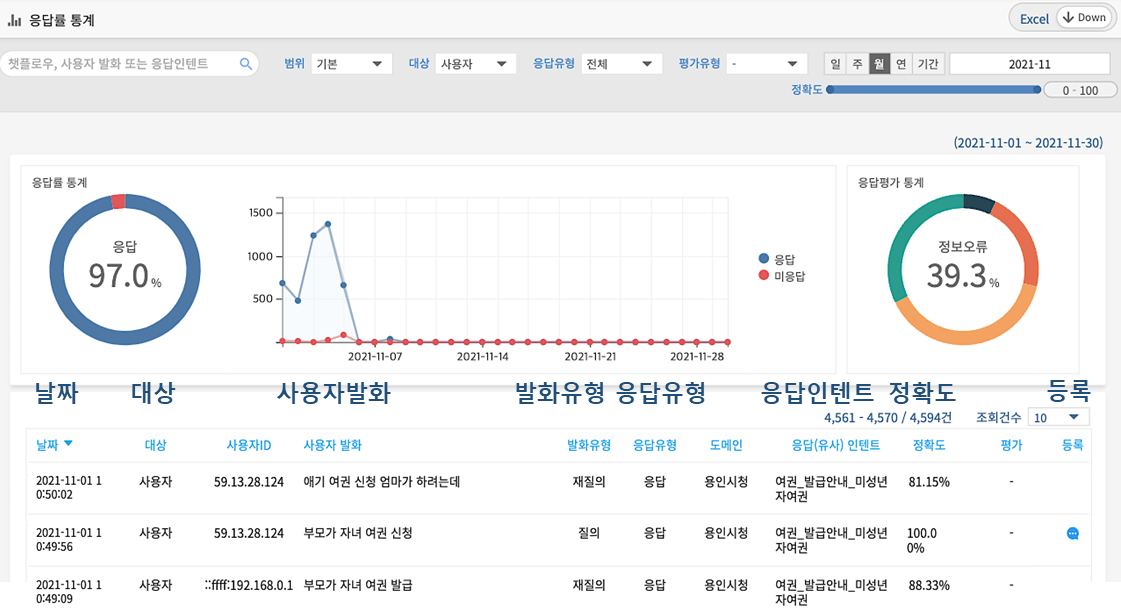 응답률 통계
Excel Down
챗플로우, 사용자 발화 또는 응답인텐트
범위 기본 대상 사용자 응답유형 전체 평가유형 - 일 주 월 연 기간 2021-11
정확도 0 - 100
(2021-11-01 ~ 2021-11-30)
응답률 통계
응답
97.0%
1500
1000
500
2021-11-07 2021-11-14 2021-11-21 2021-11-28
응답
미응답
응답평가 통계
정보오류
39.3%
날짜 대상 사용자발화 발화유형 응답유형 응답인텐트 정확도 등록
4,561 - 4,570 / 4,594건 조회건수 10
날짜 대상 사용자ID 사용자 발화 발화유형 응답유형 도메인 응답(유사) 인텐트 정확도 평가 등록
2021-11-01 1 사용자 59.13.28.124 애기 여권 신청 엄마가 하려는데 재질의 응답 용인시청 여권_발급안내_미성년 81.15% -
0:50:02 자여권
2021-11-01 1 사용자 59.13.28.124 부모가 자녀 여권 신청 질의 응답 용인시청 여권_발급안내_미성년 100.0 -
0:49:56 자여권 0%
2021-11-01 1 사용자 ::ffff:192.168.0.1 부모가 자녀 여권 발급 재질의 응답 용인시청 여권_발급안내_미성년 88.33% -
0:49:09 자여권